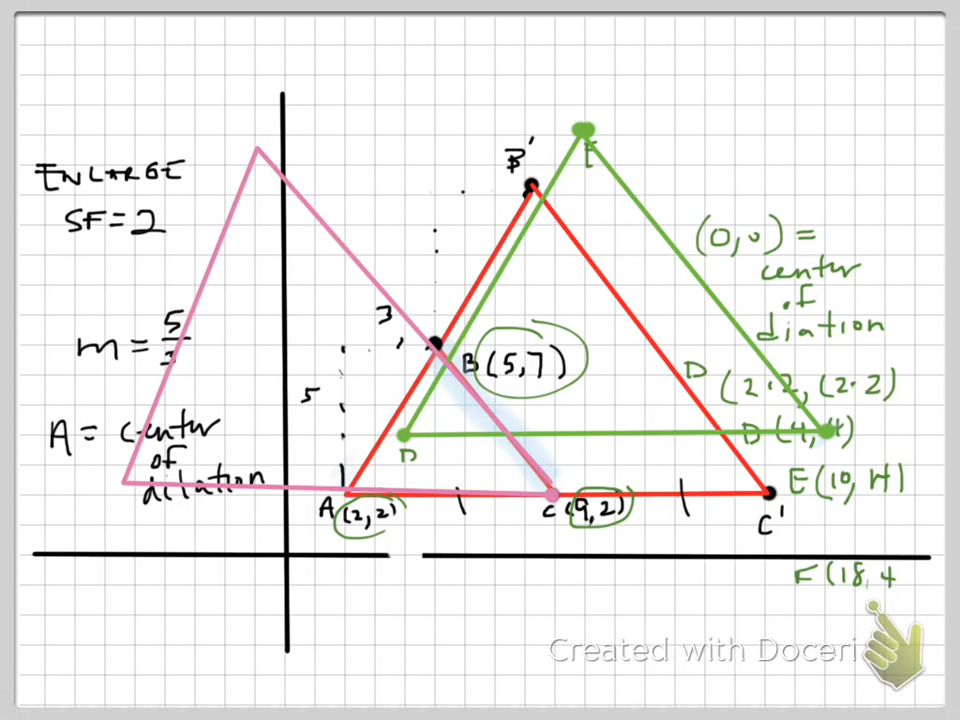 ENLARGE
SF=2
m = 5/3
A = center
of
dilation
B'
E
3
5
B (5,7)
D
A (2,2)
C (9,2)
C'
(0,0) =
center
of
diation
D (2·2, (2·2)
D (4,4)
E (10, 14)
F (18, 4
Created with Doceri